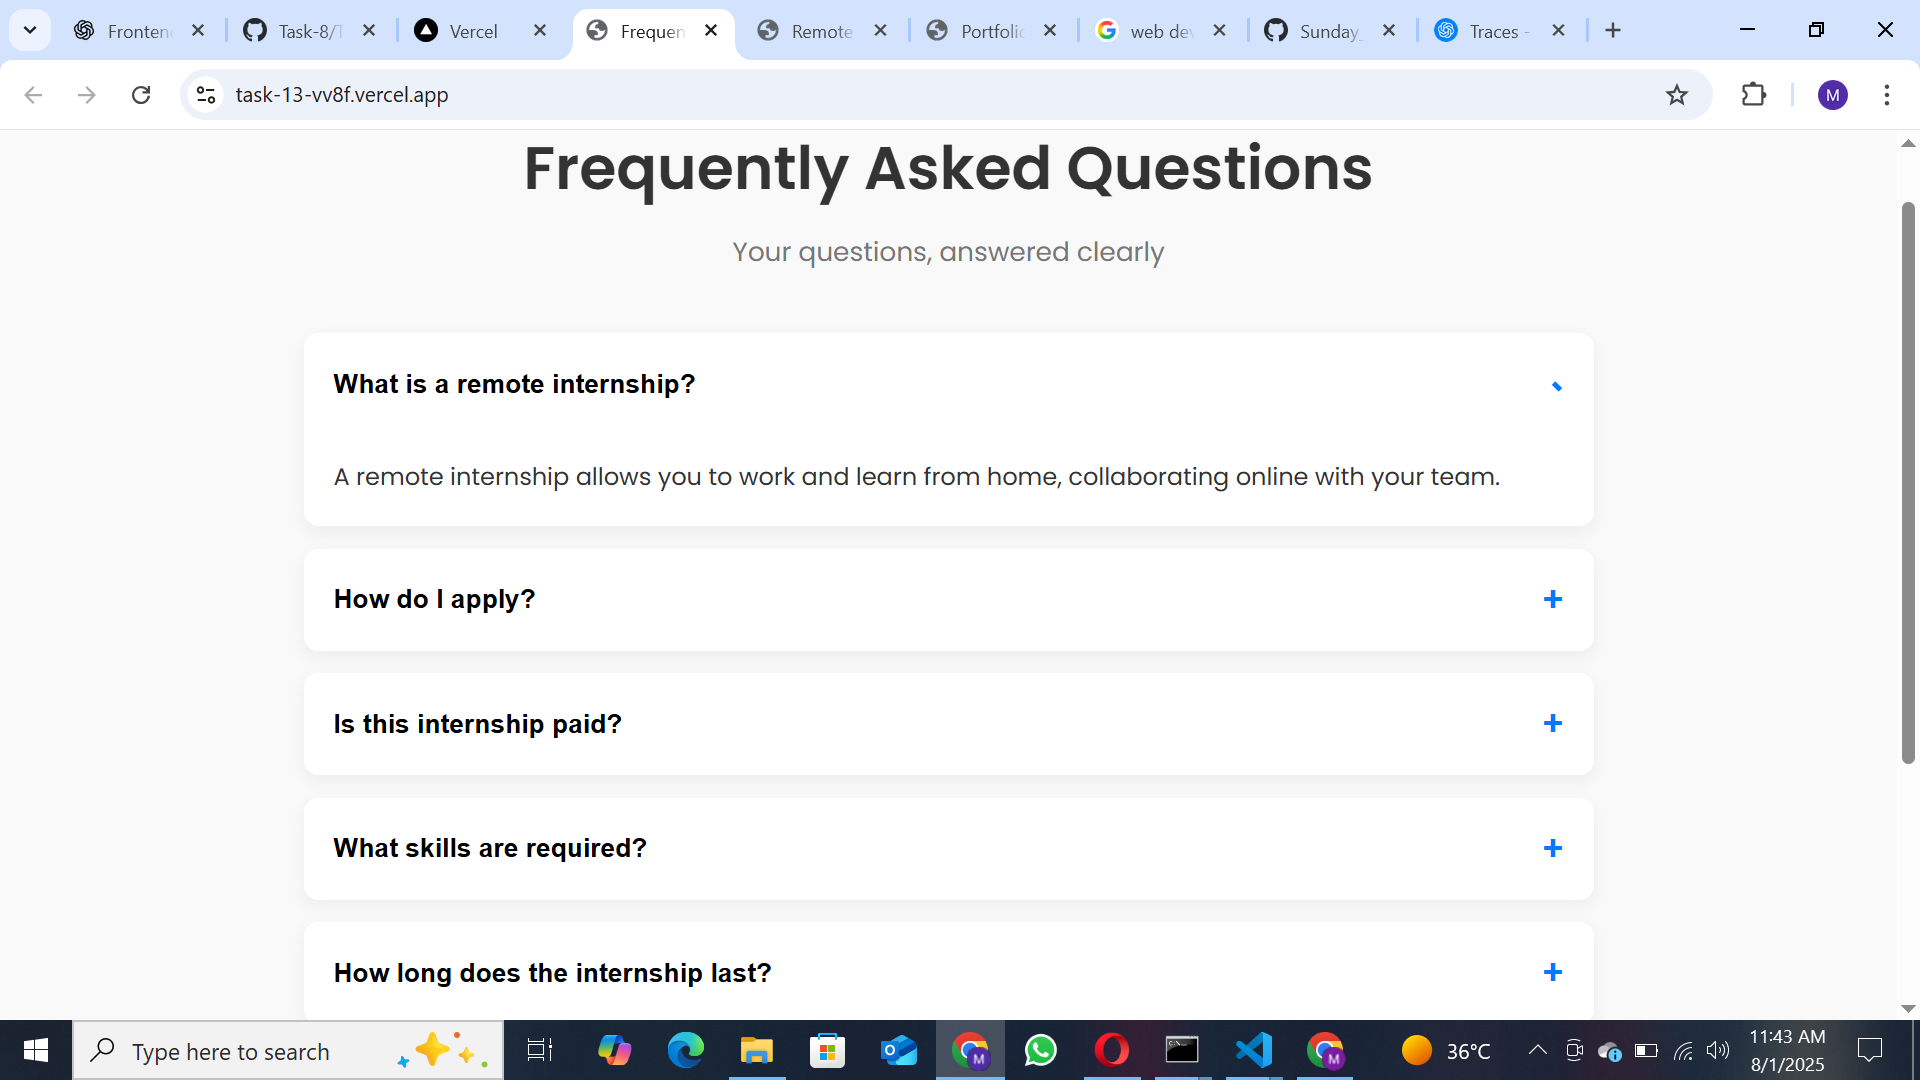 Fronten
Task-8/T
Vercel
Frequen
Remote
Portfolio
web dev
Sunday_
Traces -
task-13-vv8f.vercel.app
M
Frequently Asked Questions
Your questions, answered clearly
What is a remote internship?
A remote internship allows you to work and learn from home, collaborating online with your team.
How do I apply?
+
Is this internship paid?
+
What skills are required?
+
How long does the internship last?
+
Type here to search
36°C
11:43 AM
8/1/2025